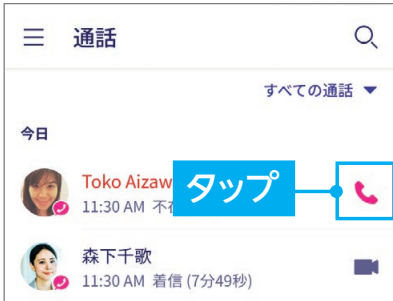 通話
すべての通話
今日
Toko Aizaw
タップ
11:30 AM
森下千歌
11:30 AM 着信 (7分49秒)